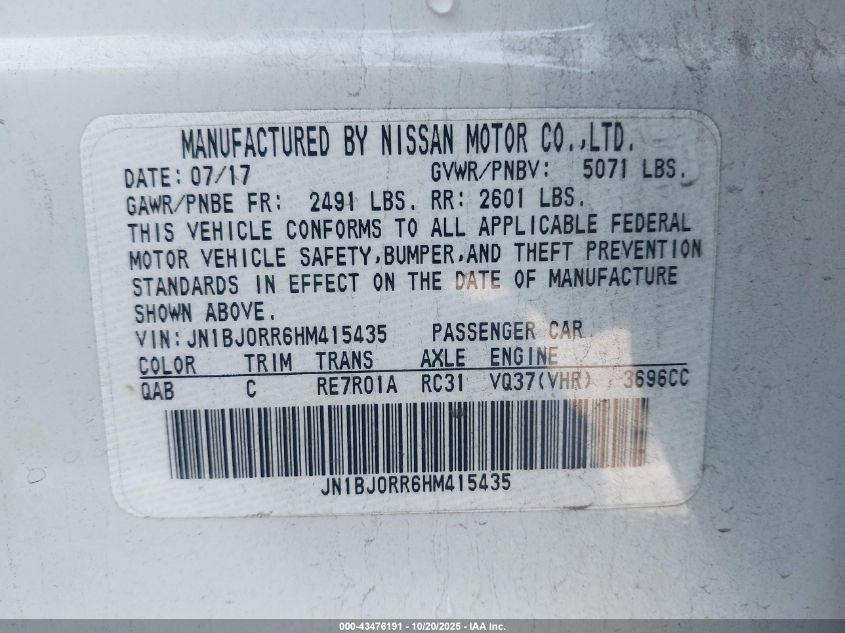 MANUFACTURED BY NISSAN MOTOR CO.,LTD.
DATE: 07/17 GVWR/PNBV: 5071 LBS.
GAWR/PNBE FR: 2491 LBS. RR: 2601 LBS.
THIS VEHICLE CONFORMS TO ALL APPLICABLE FEDERAL
MOTOR VEHICLE SAFETY,BUMPER,AND THEFT PREVENTION
STANDARDS IN EFFECT ON THE DATE OF MANUFACTURE
SHOWN ABOVE.
VIN:JN1BJ0RR6HM415435 PASSENGER CAR
COLOR TRIM TRANS AXLE ENGINE
QAB C RE7R01A RC31 VQ37(VHR) 3696CC
JN1BJ0RR6HM415435
000-43476191 - 10/20/2025 - IAA Inc.